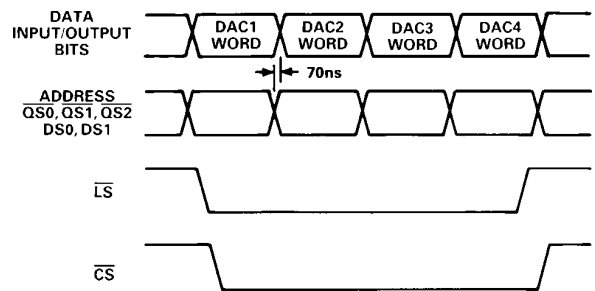 DATA
INPUT/OUTPUT
BITS
DAC1
WORD
DAC2
WORD
DAC3
WORD
DAC4
WORD
70ns
ADDRESS
QS0, QS1, QS2
DS0, DS1
LS
CS